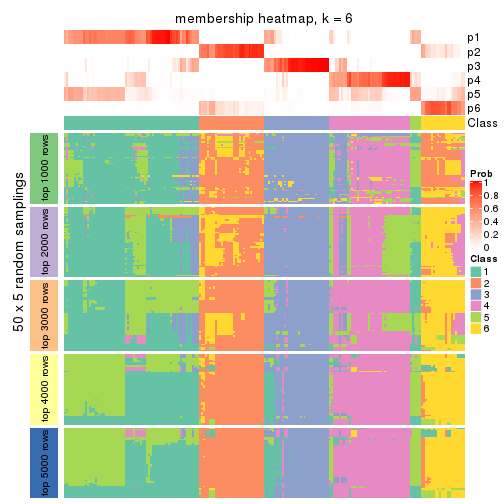 membership heatmap, k = 6
p1
p2
p3
p4
p5
p6
Class
50 x 5 random samplings
top 1000 rows
top 2000 rows
top 3000 rows
top 4000 rows
top 5000 rows
Prob
1
0.8
0.6
0.4
0.2
0
Class
1
2
3
4
5
6